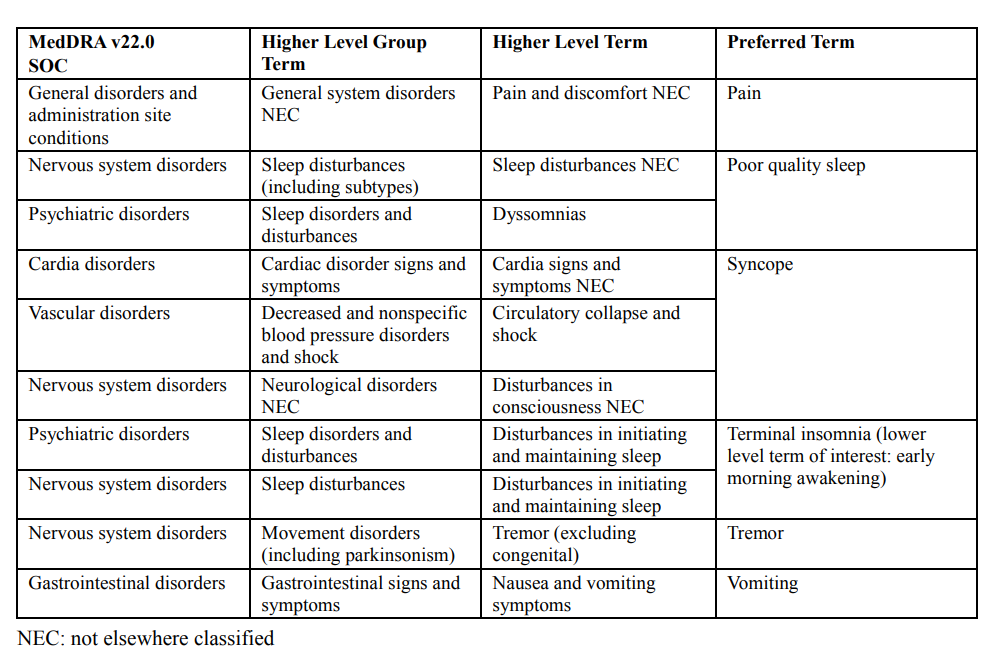 MedDRA v22.0 SOC | Higher Level Group Term | Higher Level Term | Preferred Term
General disorders and administration site conditions | General system disorders NEC | Pain and discomfort NEC | Pain
Nervous system disorders | Sleep disturbances (including subtypes) | Sleep disturbances NEC | Poor quality sleep
Psychiatric disorders | Sleep disorders and disturbances | Dyssomnias
Cardia disorders | Cardiac disorder signs and symptoms | Cardia signs and symptoms NEC | Syncope
Vascular disorders | Decreased and nonspecific blood pressure disorders and shock | Circulatory collapse and shock
Nervous system disorders | Neurological disorders NEC | Disturbances in consciousness NEC
Psychiatric disorders | Sleep disorders and disturbances | Disturbances in initiating and maintaining sleep | Terminal insomnia (lower level term of interest: early morning awakening)
Nervous system disorders | Sleep disturbances | Disturbances in initiating and maintaining sleep
Nervous system disorders | Movement disorders (including parkinsonism) | Tremor (excluding congenital) | Tremor
Gastrointestinal disorders | Gastrointestinal signs and symptoms | Nausea and vomiting symptoms | Vomiting
NEC: not elsewhere classified